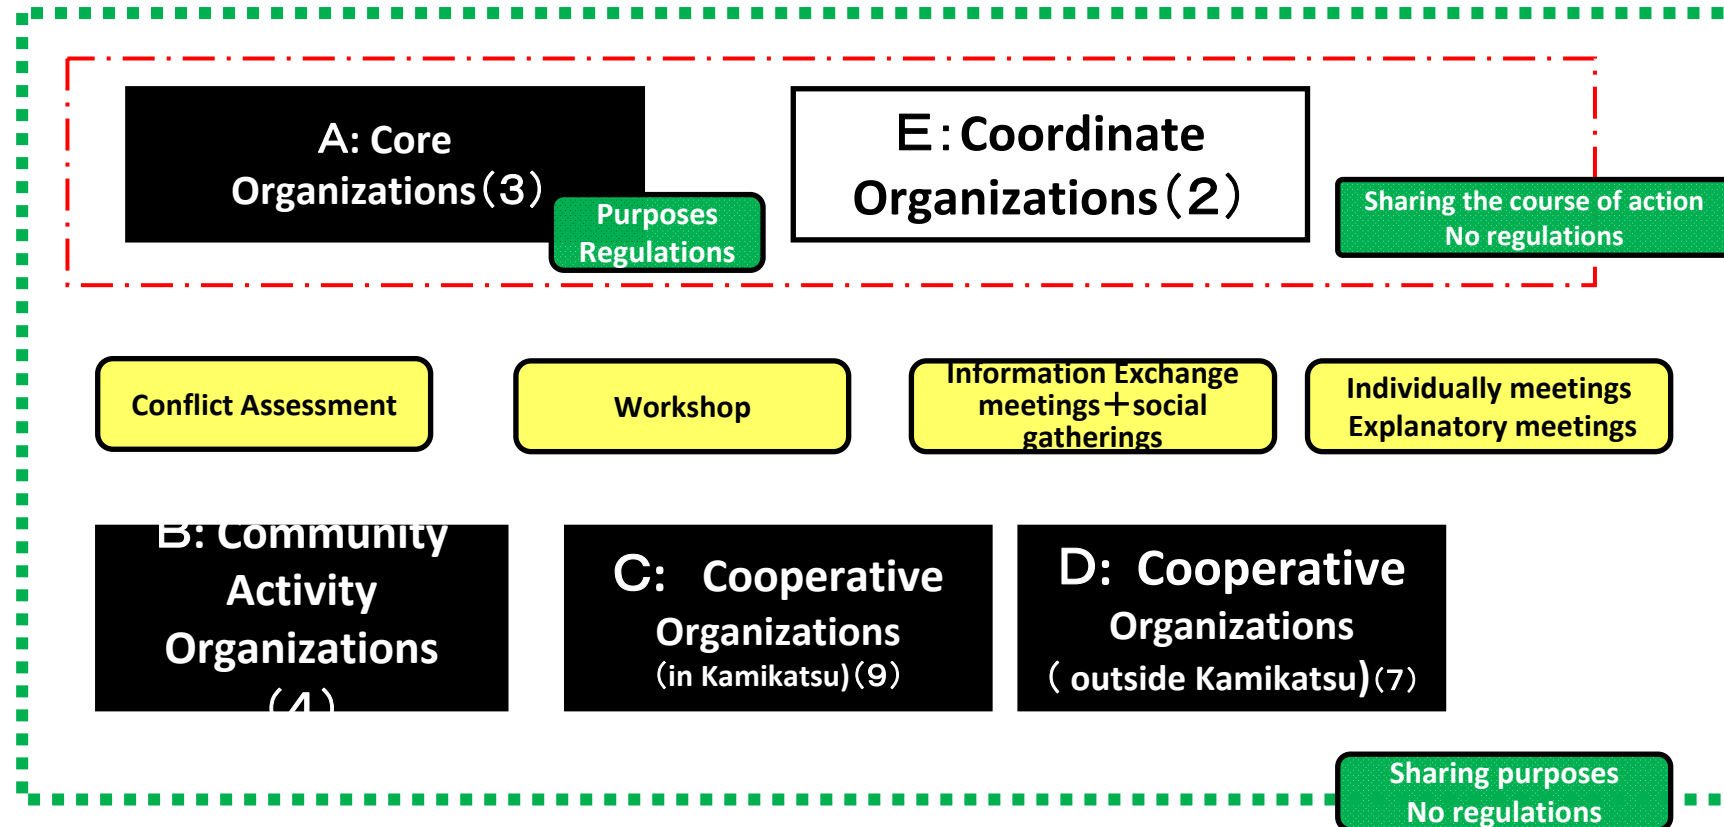 A: Core
Organizations(3)
Purposes
Regulations
E:Coordinate
Organizations(2)
Sharing the course of action
No regulations
Conflict Assessment
Workshop
Information Exchange
meetings+social
gatherings
Individually meetings
Explanatory meetings
B: Community
Activity
Organizations
(4)
C: Cooperative
Organizations
(in Kamikatsu)(9)
D: Cooperative
Organizations
( outside Kamikatsu)(7)
Sharing purposes
No regulations